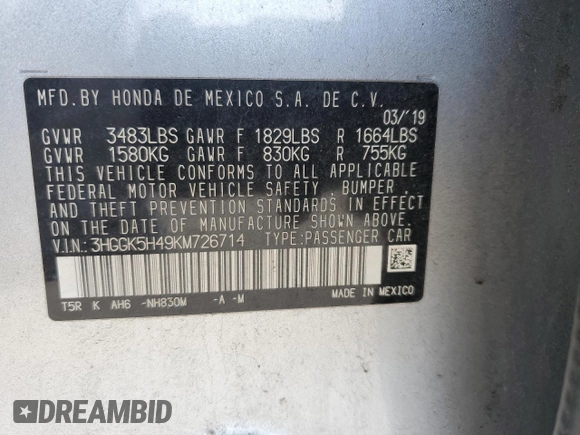 MFD.BY HONDA DE MEXICO S.A. DE C.V.
03/'19
GVWR 3483LBS GAWR F 1829LBS R 1664LBS
GVWR 1580KG GAWR F 830KG R 755KG
THIS VEHICLE CONFORMS TO ALL APPLICABLE
FEDERAL MOTOR VEHICLE SAFETY, BUMPER,
AND THEFT PREVENTION STANDARDS IN EFFECT
ON THE DATE OF MANUFACTURE SHOWN ABOVE.
V.I.N.:3HGGK5H49KM726714 TYPE:PASSENGER CAR
T5R K AH6 -NH830M -A -M
MADE IN MEXICO
DREAMBID